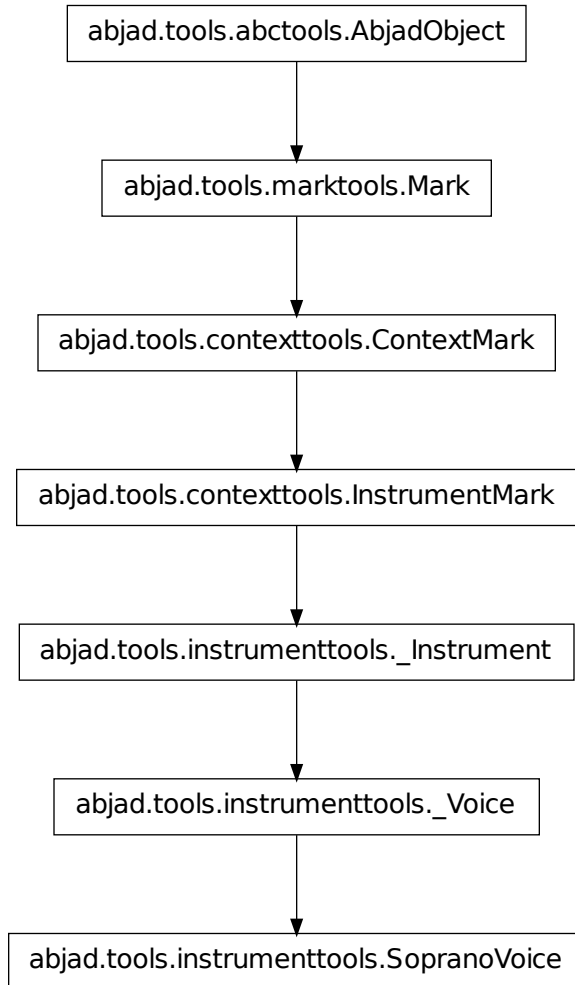 abjad.tools.abctools.AbjadObject
abjad.tools.marktools.Mark
abjad.tools.contexttools.ContextMark
abjad.tools.contexttools.InstrumentMark
abjad.tools.instrumenttools._Instrument
abjad.tools.instrumenttools._Voice
abjad.tools.instrumenttools.SopranoVoice